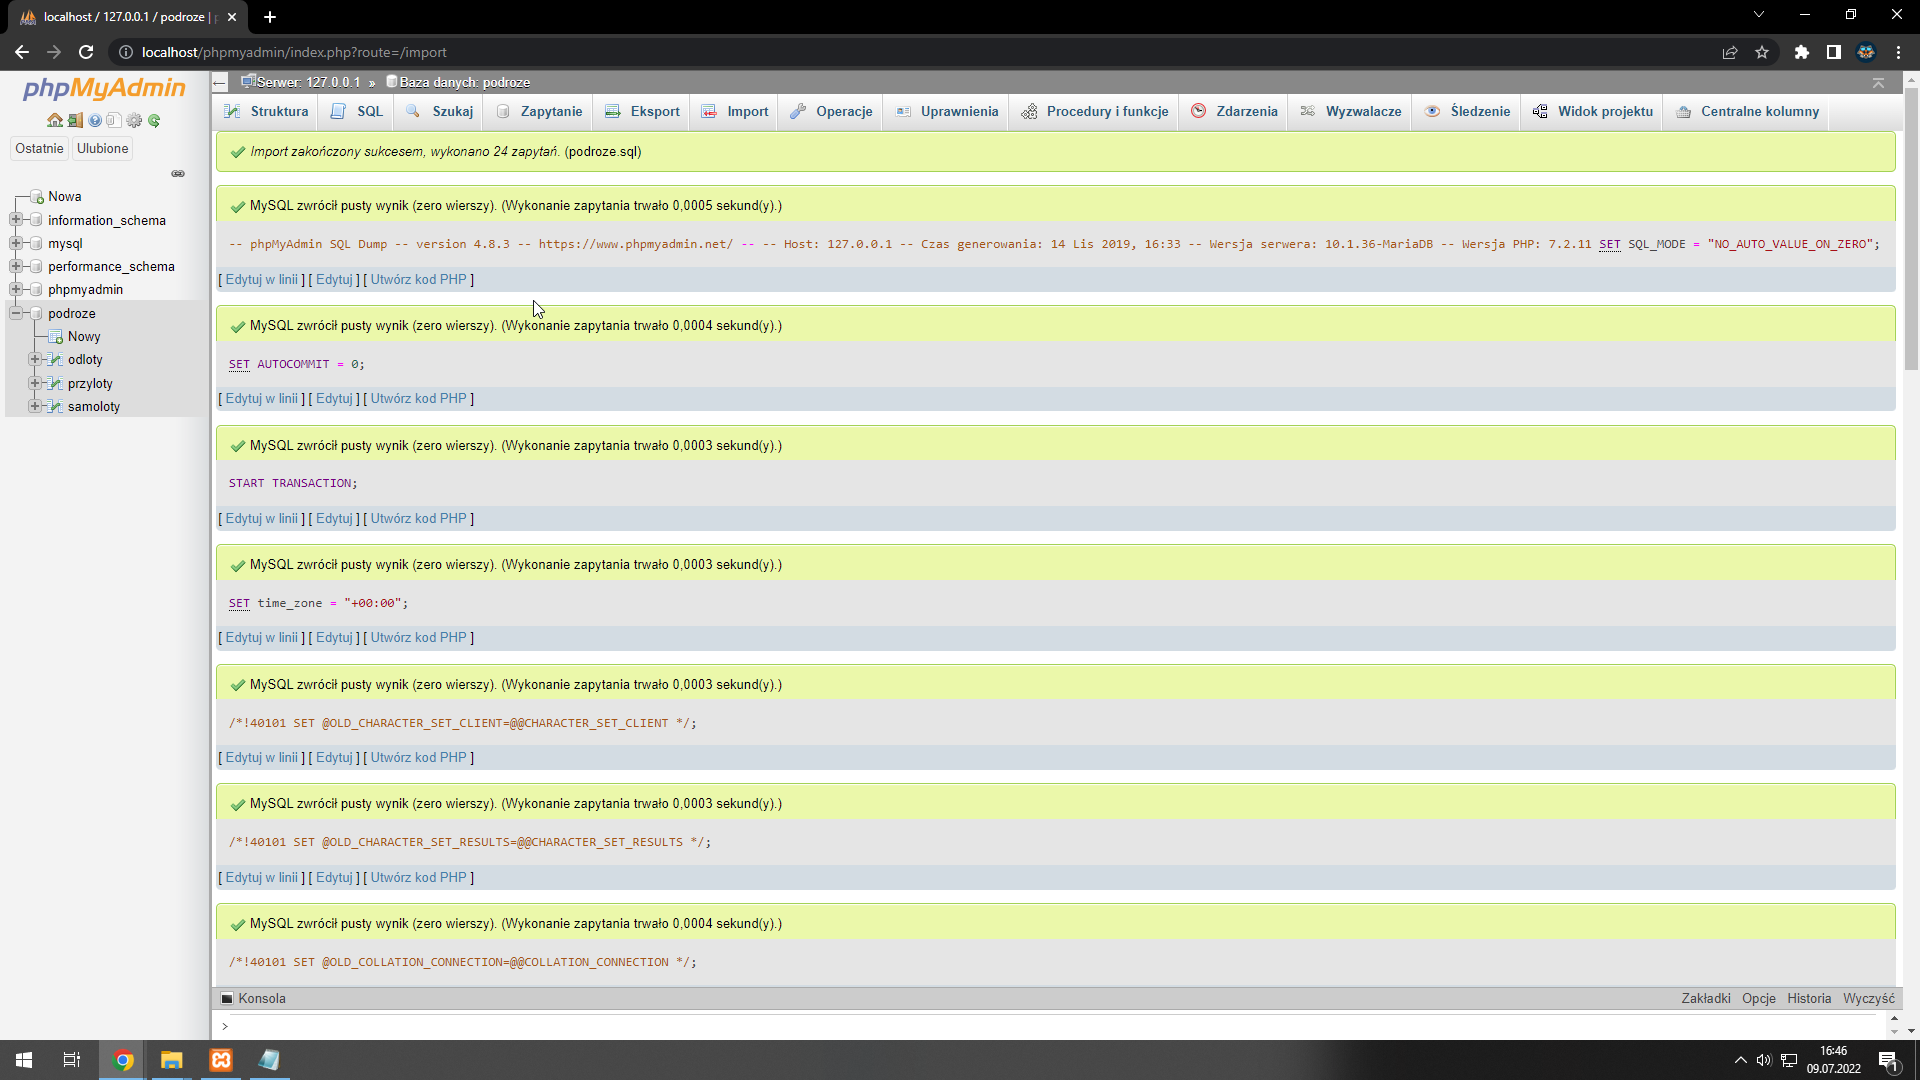 localhost / 127.0.0.1 / podroze | p
localhost/phpmyadmin/index.php?route=/import
phpMyAdmin
Ostatnie Ulubione
Nowa
information_schema
mysql
performance_schema
phpmyadmin
podroze
Nowy
odloty
przyloty
samoloty
Serwer: 127.0.0.1 » Baza danych: podroze
Struktura SQL Szukaj Zapytanie Eksport Import Operacje Uprawnienia Procedury i funkcje Zdarzenia Wyzwalacze Śledzenie Widok projektu Centralne kolumny
Import zakończony sukcesem, wykonano 24 zapytań. (podroze.sql)
MySQL zwrócił pusty wynik (zero wierszy). (Wykonanie zapytania trwało 0,0005 sekund(y).)
-- phpMyAdmin SQL Dump -- version 4.8.3 -- https://www.phpmyadmin.net/ -- -- Host: 127.0.0.1 -- Czas generowania: 14 Lis 2019, 16:33 -- Wersja serwera: 10.1.36-MariaDB -- Wersja PHP: 7.2.11 SET SQL_MODE = "NO_AUTO_VALUE_ON_ZERO";
[ Edytuj w linii ] [ Edytuj ] [ Utwórz kod PHP ]
MySQL zwrócił pusty wynik (zero wierszy). (Wykonanie zapytania trwało 0,0004 sekund(y).)
SET AUTOCOMMIT = 0;
[ Edytuj w linii ] [ Edytuj ] [ Utwórz kod PHP ]
MySQL zwrócił pusty wynik (zero wierszy). (Wykonanie zapytania trwało 0,0003 sekund(y).)
START TRANSACTION;
[ Edytuj w linii ] [ Edytuj ] [ Utwórz kod PHP ]
MySQL zwrócił pusty wynik (zero wierszy). (Wykonanie zapytania trwało 0,0003 sekund(y).)
SET time_zone = "+00:00";
[ Edytuj w linii ] [ Edytuj ] [ Utwórz kod PHP ]
MySQL zwrócił pusty wynik (zero wierszy). (Wykonanie zapytania trwało 0,0003 sekund(y).)
/*!40101 SET @OLD_CHARACTER_SET_CLIENT=@@CHARACTER_SET_CLIENT */;
[ Edytuj w linii ] [ Edytuj ] [ Utwórz kod PHP ]
MySQL zwrócił pusty wynik (zero wierszy). (Wykonanie zapytania trwało 0,0003 sekund(y).)
/*!40101 SET @OLD_CHARACTER_SET_RESULTS=@@CHARACTER_SET_RESULTS */;
[ Edytuj w linii ] [ Edytuj ] [ Utwórz kod PHP ]
MySQL zwrócił pusty wynik (zero wierszy). (Wykonanie zapytania trwało 0,0004 sekund(y).)
/*!40101 SET @OLD_COLLATION_CONNECTION=@@COLLATION_CONNECTION */;
Konsola Zakładki Opcje Historia Wyczyść
>
16:46
09.07.2022
1